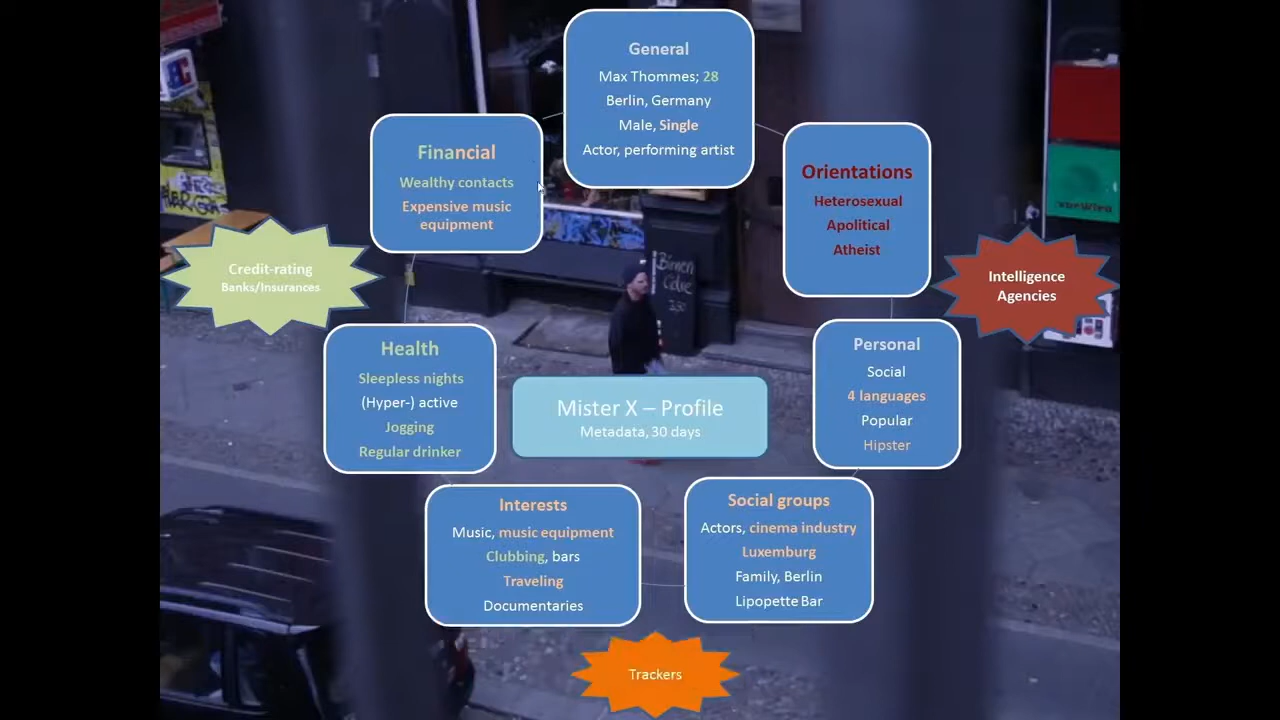 General
Max Thommes; 28
Berlin, Germany
Male, Single
Actor, performing artist
Financial
Wealthy contacts
Expensive music
equipment
Orientations
Heterosexual
Apolitical
Atheist
Credit-rating
Banks/Insurances
Intelligence
Agencies
Birnen
Cidre
330
Health
Sleepless nights
(Hyper-) active
Jogging
Regular drinker
Mister X – Profile
Metadata, 30 days
Personal
Social
4 languages
Popular
Hipster
Interests
Music, music equipment
Clubbing, bars
Traveling
Documentaries
Social groups
Actors, cinema industry
Luxemburg
Family, Berlin
Lipopette Bar
Trackers